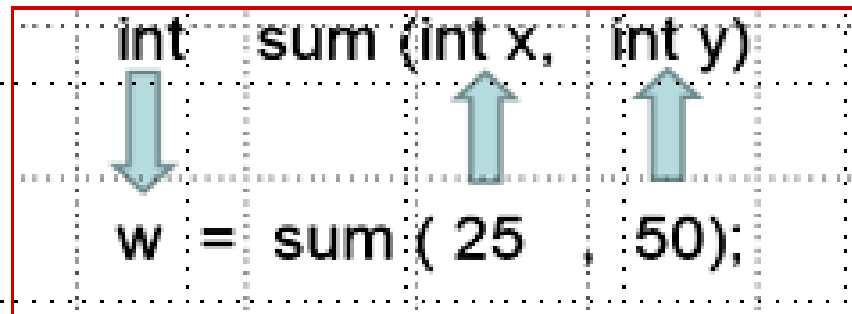 int sum (int x, int y)
w = sum ( 25 , 50);